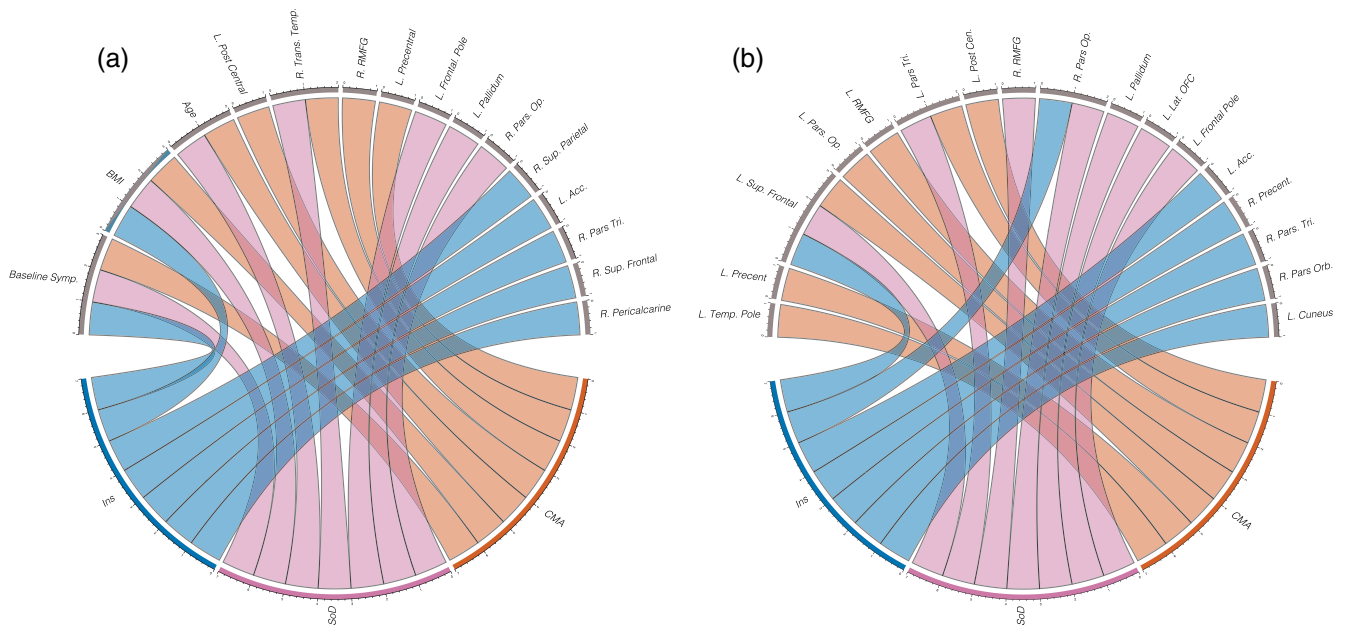 (a)
Baseline Symp.
BMI
Age
L. Post Central
R. Trans. Temp.
R. RMFG
L. Precentral
L. Frontal. Pole
L. Pallidum
R. Pars. Op.
R. Sup. Parietal
L. Acc.
R. Pars Tri.
R. Sup. Frontal
R. Pericalcarine
Ins
SoD
CMA
(b)
L. Temp. Pole
L. Precent
L. Sup. Frontal
L. Pars. Op.
L. RMFG
L. Pars. Tri.
L. Post Cen.
R. RMFG
R. Pars Op.
L. Pallidum
L. Lat. OFC
L. Frontal Pole
L. Acc.
R. Precent.
R. Pars. Tri.
R. Pars Orb.
L. Cuneus
Ins
SoD
CMA